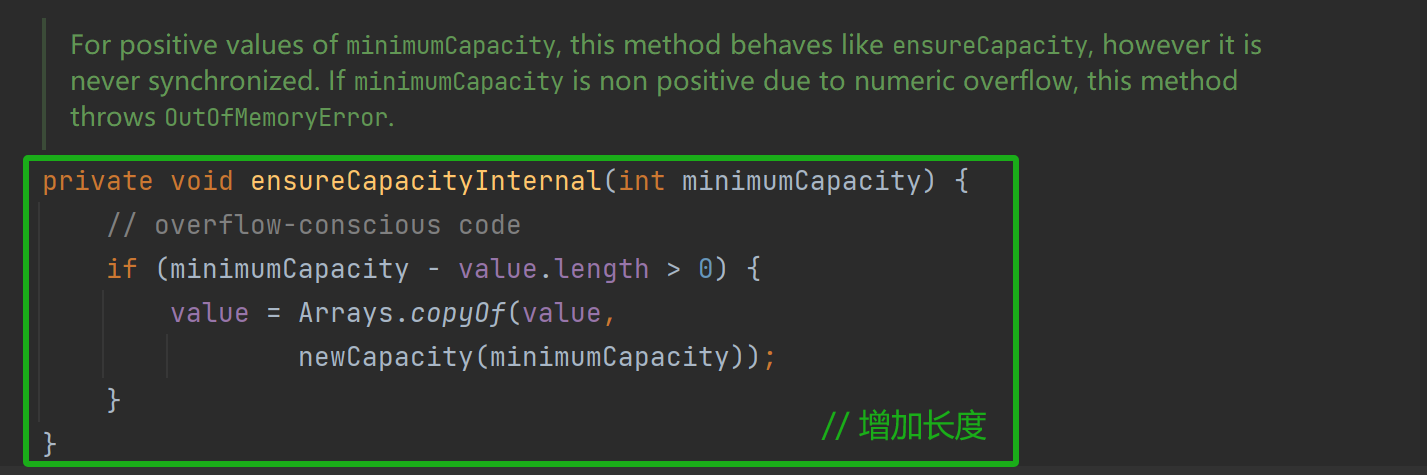 For positive values of minimumCapacity, this method behaves like ensureCapacity, however it is
never synchronized. If minimumCapacity is non positive due to numeric overflow, this method
throws OutOfMemoryError.
private void ensureCapacityInternal(int minimumCapacity) {
    // overflow-conscious code
    if (minimumCapacity - value.length > 0) {
        value = Arrays.copyOf(value,
                newCapacity(minimumCapacity));
    }
// 增加长度
}